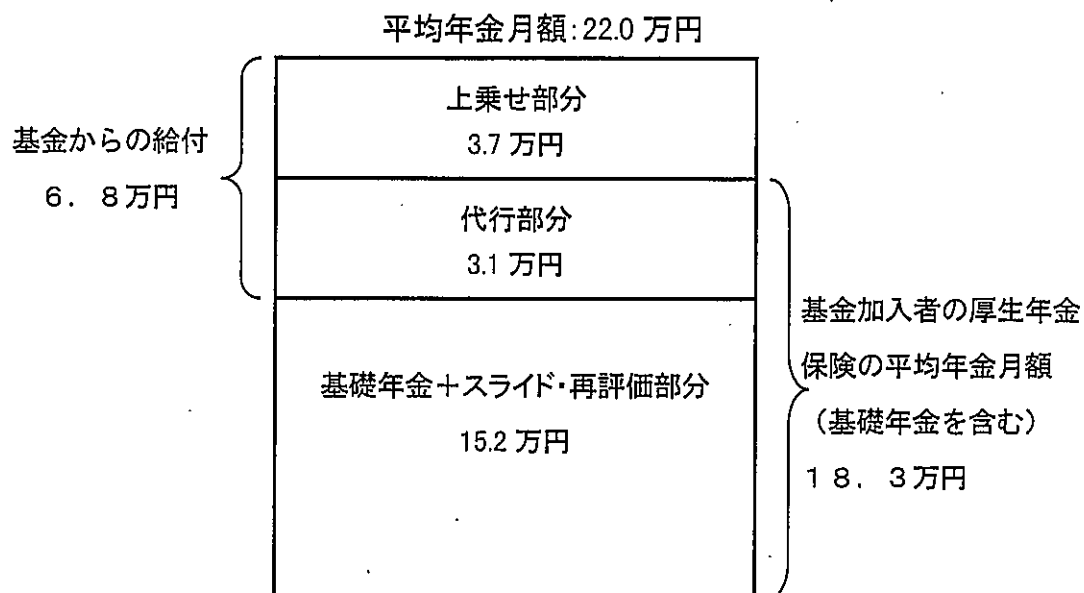 平均年金月額:22.0 万円
上乗せ部分
3.7 万円
基金からの給付
6．8万円
代行部分
3.1 万円
基礎年金＋スライド・再評価部分
15.2 万円
基金加入者の厚生年金
保険の平均年金月額
（基礎年金を含む）
18．3万円